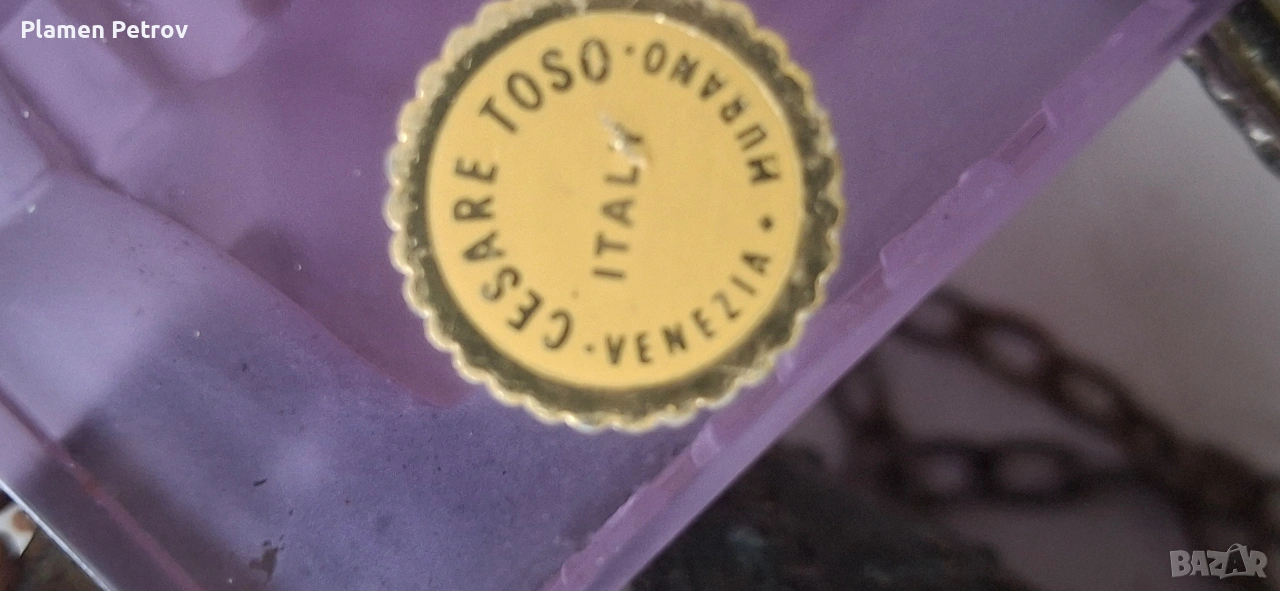 Plamen Petrov
CESARE TOSO · MURANO · VENEZIA ·
ITALY
BAZAR